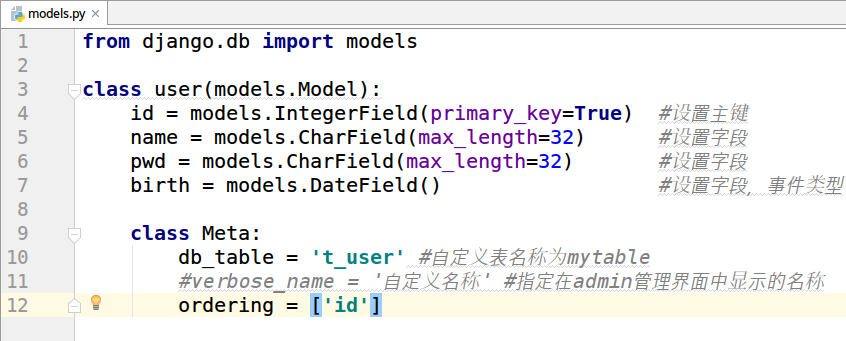 models.py
1 from django.db import models
2
3 class user(models.Model):
4 id = models.IntegerField(primary_key=True) #设置主键
5 name = models.CharField(max_length=32) #设置字段
6 pwd = models.CharField(max_length=32) #设置字段
7 birth = models.DateField() #设置字段，事件类型
8
9 class Meta:
10 db_table = 't_user' #自定义表名称为mytable
11 #verbose_name = '自定义名称' #指定在admin管理界面中显示的名称
12 ordering = ['id']